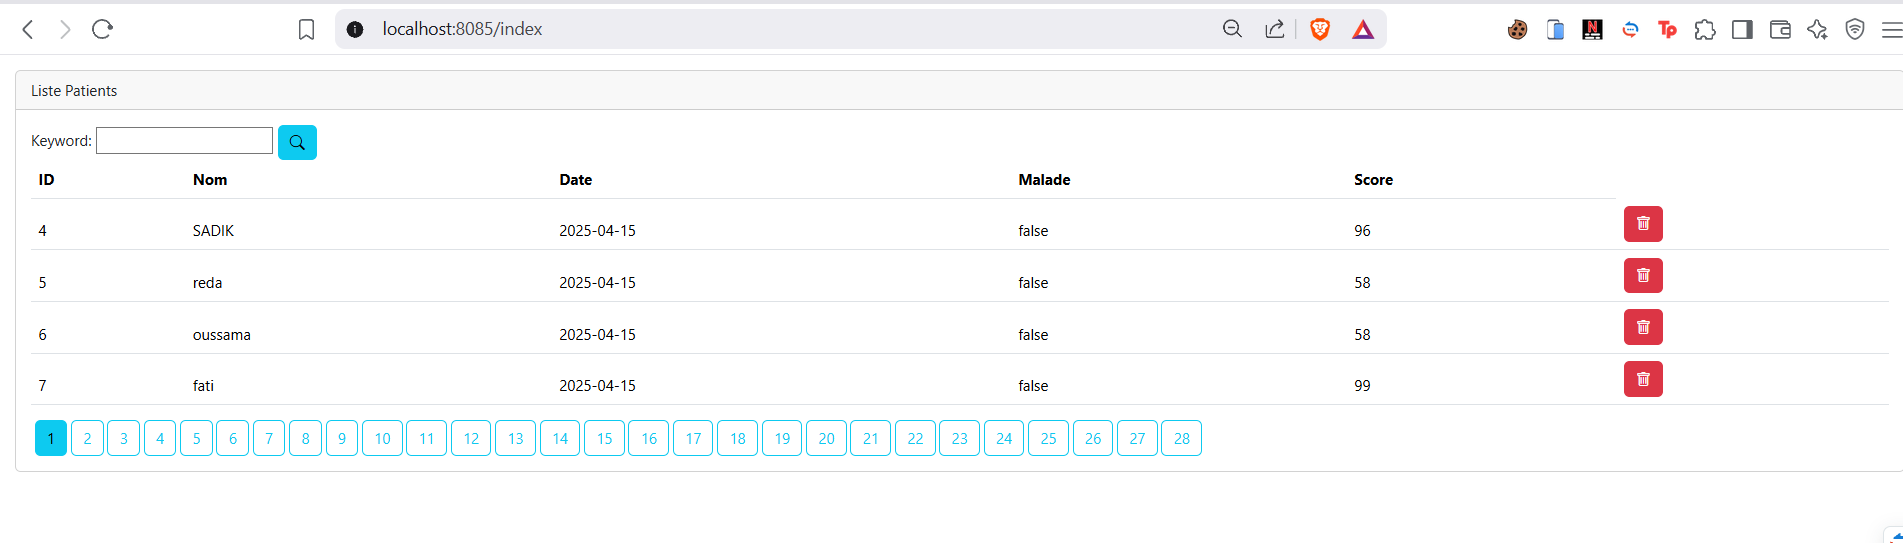 localhost:8085/index
N
Tp
Liste Patients
Keyword:
ID Nom Date Malade Score
4 SADIK 2025-04-15 false 96
5 reda 2025-04-15 false 58
6 oussama 2025-04-15 false 58
7 fati 2025-04-15 false 99
1 2 3 4 5 6 7 8 9 10 11 12 13 14 15 16 17 18 19 20 21 22 23 24 25 26 27 28